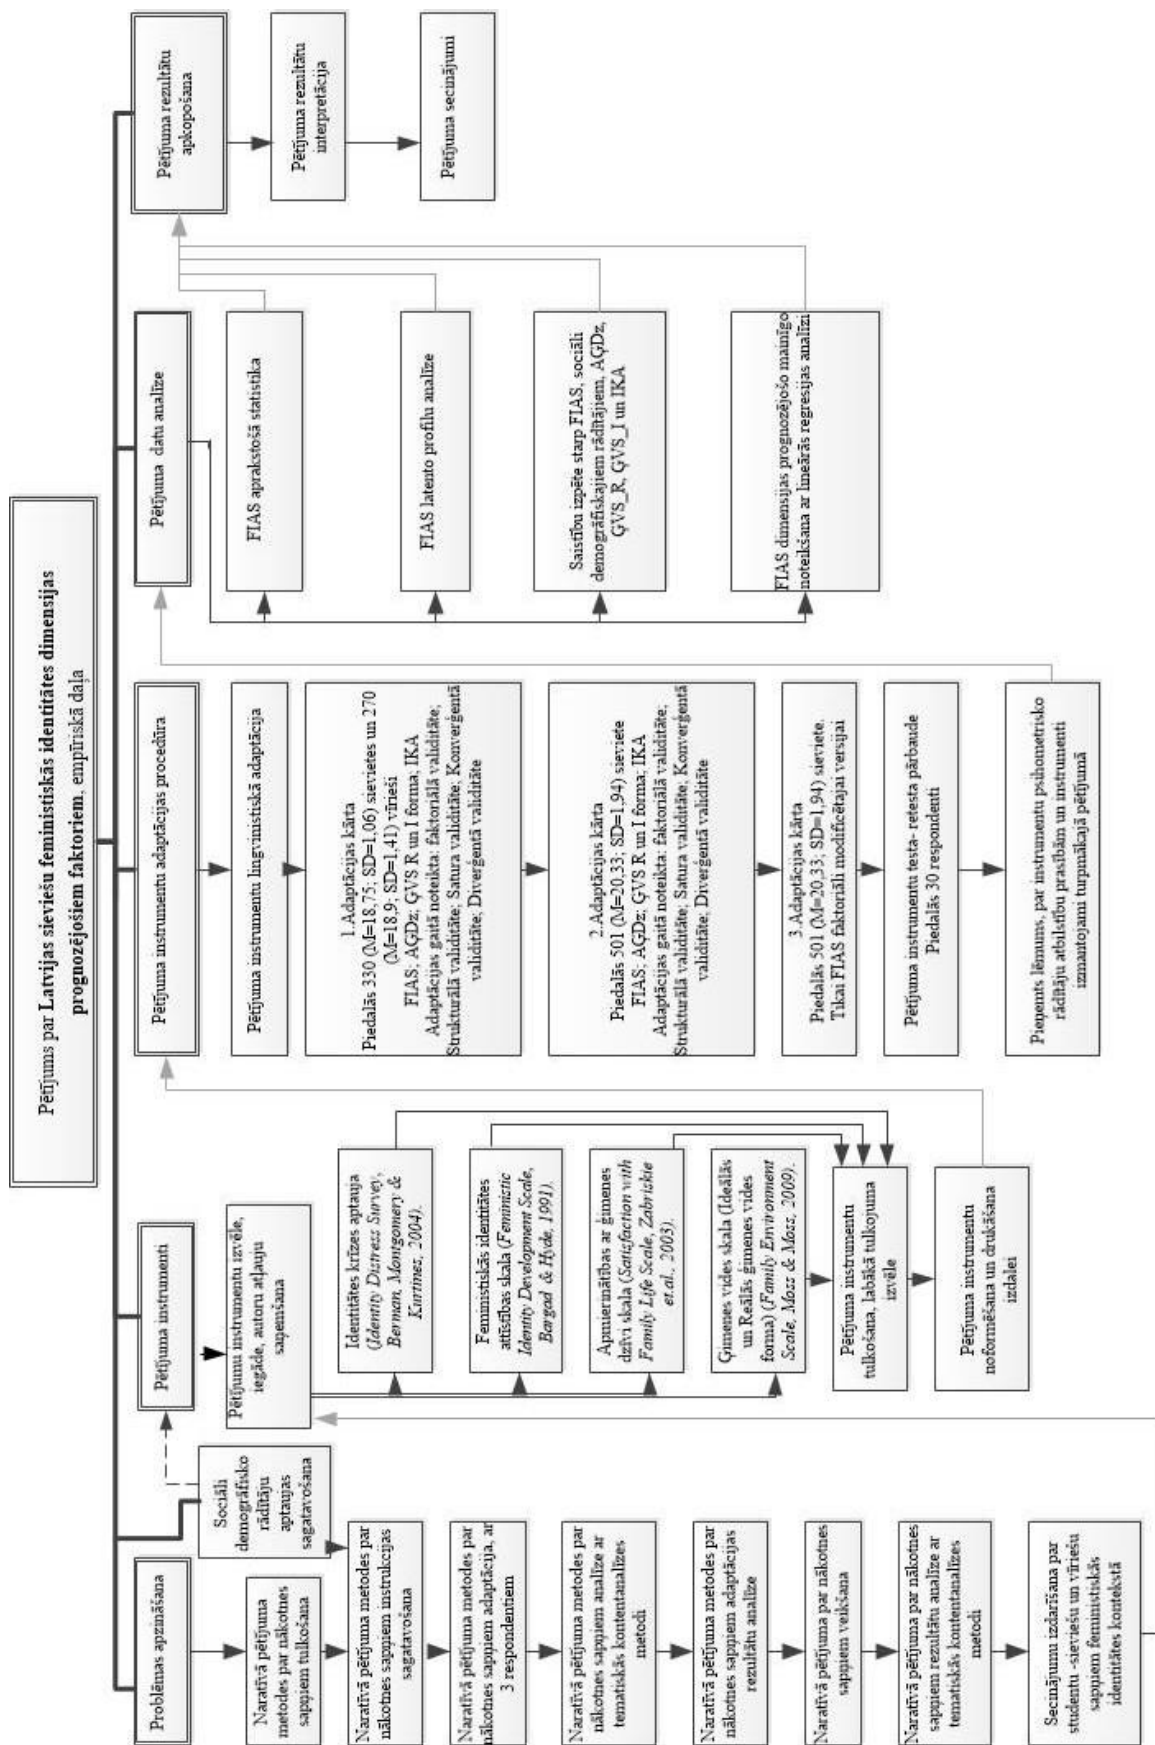 Pētījums par Latvijas sieviešu feministiskās identitātes dimensijas
prognozējošiem faktoriem, empīriskā daļa
Problēmas apzināšana
Naratīvā pētījuma
metodes par nākotnes
sapņiem tulkošana
Naratīvā pētījuma metodes par
nākotnes sapņiem instrukcijas
sagatavošana
Naratīvā pētījuma metodes par
nākotnes sapņiem adaptācija, ar
3 respondentiem
Naratīvā pētījuma metodes par
nākotnes sapņiem analīze ar
tematiskās kontentanalīzes
metodi
Naratīvā pētījuma metodes par
nākotnes sapņiem adaptācijas
rezultātu analīze
Naratīvā pētījuma par nākotnes
sapņiem veikšana
Naratīvā pētījuma par nākotnes
sapņiem rezultātu analīze ar
tematiskās kontentanalīzes
metodi
Secinājumu izdarīšana par
studentu -sieviešu un vīriešu
sapņiem feministiskās
identitātes kontekstā
Sociāli
demogrāfisko
rādītāju
aptaujas
sagatavošana
Pētījuma instrumenti
Pētījumu instrumentu izvēle,
iegāde, autoru atļauju
saņemšana
Identitātes krīzes aptauja
(Identity Distress Survey,
Berman, Montgomery &
Kurtines, 2004).
Feministiskās identitātes
attīstības skala (Feministic
Identity Development Scale,
Bargad & Hyde, 1991).
Apmierinātības ar ģimenes
dzīvi skala (Satisfaction with
Family Life Scale, Zabriskie
et.al., 2003).
Ģimenes vides skala (Ideālās
un Reālās ģimenes vides
forma) (Family Environment
Scale, Moss & Moss, 2009).
Pētījuma instrumentu
tulkošana, labākā tulkojuma
izvēle
Pētījuma instrumentu
noformēšana un drukāšana
izdalei
Pētījuma instrumentu adaptācijas procedūra
Pētījuma instrumentu lingvinistiskā adaptācija
1.Adaptācijas kārta
Piedalās 330 (M=18,75; SD=1,06) sievietes un 270
(M=18,9; SD=1,41) vīrieši
FIAS; AĢDz; ĢVS R un I forma; IKA
Adaptācijas gaitā noteikta: faktoriālā validitāte;
Strukturālā validitāte; Satura validitāte; Konverģentā
validitāte; Diverģentā validitāte
2.Adaptācijas kārta
Piedalās 501 (M=20,33; SD=1,94) sieviete
FIAS; AĢDz; ĢVS R un I forma; IKA
Adaptācijas gaitā noteikta: faktoriālā validitāte;
Strukturālā validitāte; Satura validitāte; Konverģentā
validitāte; Diverģentā validitāte
3.Adaptācijas kārta
Piedalās 501 (M=20,33; SD=1,94) sieviete.
Tikai FIAS faktoriāli modificētajai versijai
Pētījuma instrumentu testa- retesta pārbaude
Piedalās 30 respondenti
Pieņemts lēmums, par instrumentu psihometrisko
rādītāju atbilstību prasībām un instrumenti
izmantojami turpmākajā pētījumā
Pētījuma datu analīze
FIAS aprakstošā statistika
FIAS latento profilu analīze
Saistību izpēte starp FIAS, sociāli
demogrāfiskajiem rādītājiem, AĢDz,
ĢVS_R, ĢVS_I un IKA
FIAS dimensijas prognozējošo mainīgo
noteikšana ar lineārās regresijas analīzi
Pētījuma rezultātu
apkopošana
Pētījuma rezultātu
interpretācija
Pētījuma secinājumi